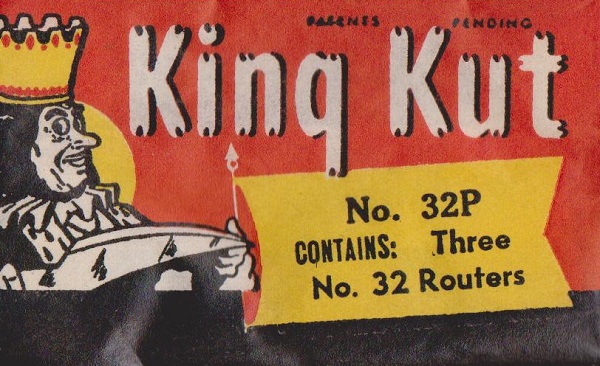 PATENTS PENDING
King Kut
No. 32P
CONTAINS: Three
No. 32 Routers